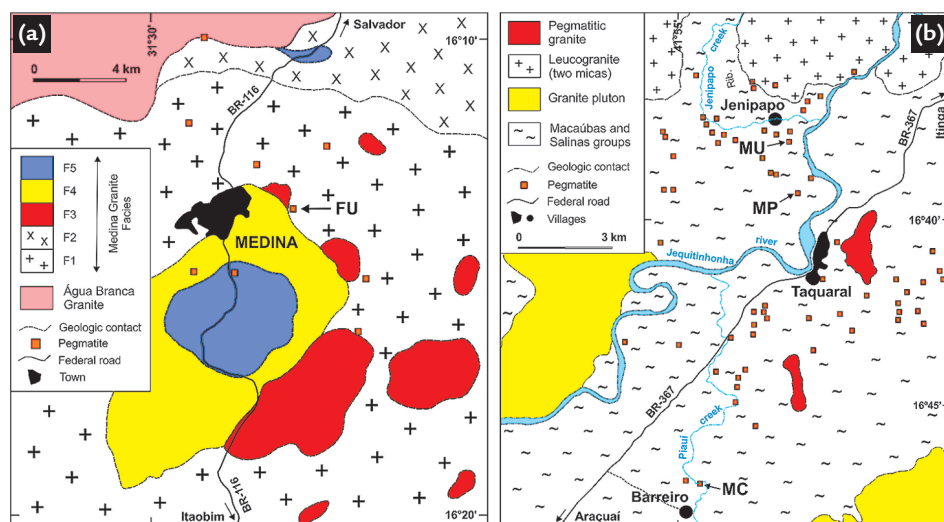 (a)
31°30'
Salvador
16°10'
0
4 km
BR-116
F5
F4
F3
F2
F1
Medina Granite
Facies
Água Branca
Granite
Geologic contact
Pegmatite
Federal road
Town
FU
MEDINA
BR-116
Itaobim
16°20'
(b)
Pegmatitic
granite
Leucogranite
(two micas)
Granite pluton
Macaúbas and
Salinas groups
Geologic contact
Pegmatite
Federal road
Villages
0
3 km
41°55'
Jenipapo
creek
Rio
Jenipapo
MU
MP
BR-367
Itinga
16°40'
Jequitinhonha
river
Taquaral
BR-367
16°45'
Piauí
creek
MC
Barreiro
Araçuaí